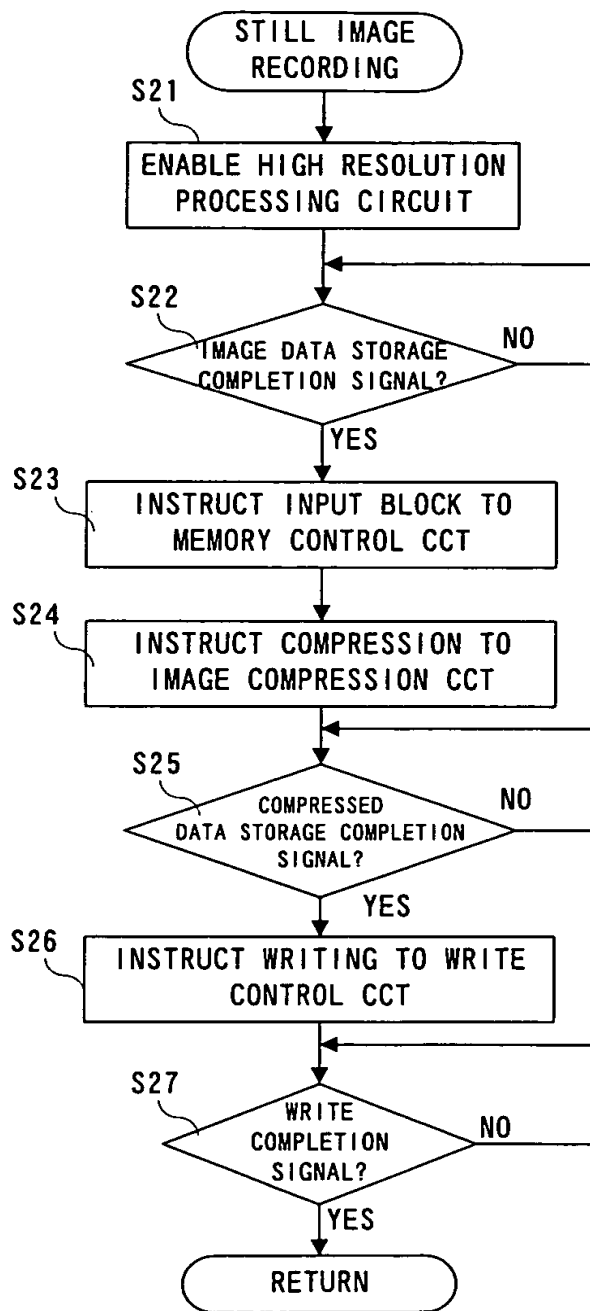 STILL IMAGE
RECORDING
S21
ENABLE HIGH RESOLUTION
PROCESSING CIRCUIT
S22
IMAGE DATA STORAGE
COMPLETION SIGNAL?
NO
YES
S23
INSTRUCT INPUT BLOCK TO
MEMORY CONTROL CCT
S24
INSTRUCT COMPRESSION TO
IMAGE COMPRESSION CCT
S25
COMPRESSED
DATA STORAGE COMPLETION
SIGNAL?
NO
YES
S26
INSTRUCT WRITING TO WRITE
CONTROL CCT
S27
WRITE
COMPLETION
SIGNAL?
NO
YES
RETURN